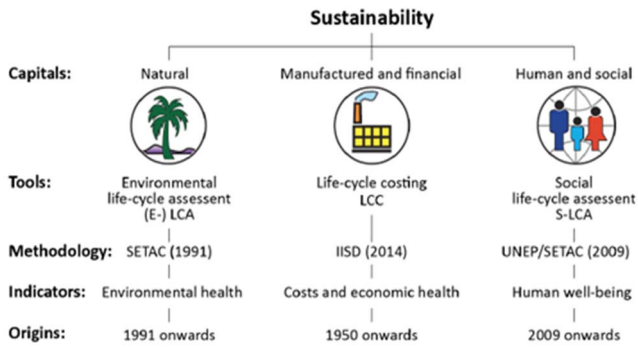 Sustainability
Capitals: Natural Manufactured and financial Human and social
Tools: Environmental Life-cycle costing Social
life-cycle assessent LCC life-cycle assessent
(E-) LCA S-LCA
Methodology: SETAC (1991) IISD (2014) UNEP/SETAC (2009)
Indicators: Environmental health Costs and economic health Human well-being
Origins: 1991 onwards 1950 onwards 2009 onwards